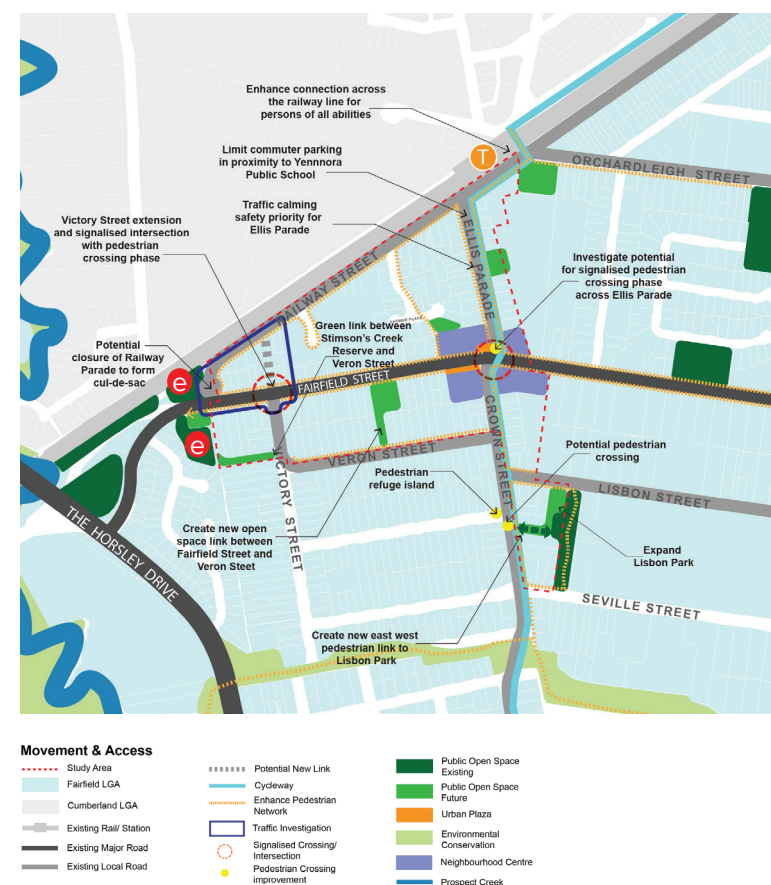 Enhance connection across
the railway line for
persons of all abilities
T
ORCHARDLEIGH STREET
Limit commuter parking
in proximity to Yennnora
Public School
Traffic calming
safety priority for
Ellis Parade
ELLIS PARADE
Victory Street extension
and signalised intersection
with pedestrian
crossing phase
Investigate potential
for signalised pedestrian
crossing phase
across Ellis Parade
RAILWAY STREET
Green link between
Stimson's Creek
Reserve and
Veron Street
Potential
closure of Railway
Parade to form
cul-de-sac
e
FAIRFIELD STREET
e
CROWN STREET
VERON STREET
VICTORY STREET
Potential pedestrian
crossing
Pedestrian
refuge island
LISBON STREET
THE HORSLEY DRIVE
Create new open
space link between
Fairfield Street and
Veron Steet
Expand
Lisbon Park
SEVILLE STREET
Create new east west
pedestrian link to
Lisbon Park
Movement & Access
Study Area
Fairfield LGA
Cumberland LGA
Existing Rail/ Station
Existing Major Road
Existing Local Road
Potential New Link
Cycleway
Enhance Pedestrian
Network
Traffic Investigation
Signalised Crossing/
Intersection
Pedestrian Crossing
improvement
Public Open Space
Existing
Public Open Space
Future
Urban Plaza
Environmental
Conservation
Neighbourhood Centre
Prospect Creek